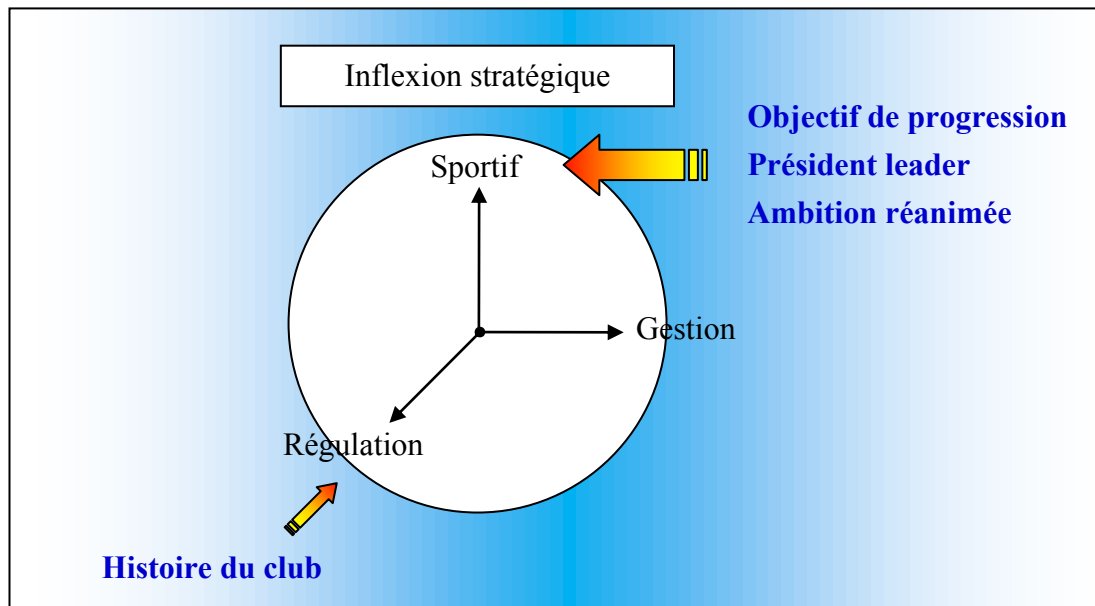 Inflexion stratégique
Objectif de progression
Président leader
Ambition réanimée
Sportif
Gestion
Régulation
Histoire du club